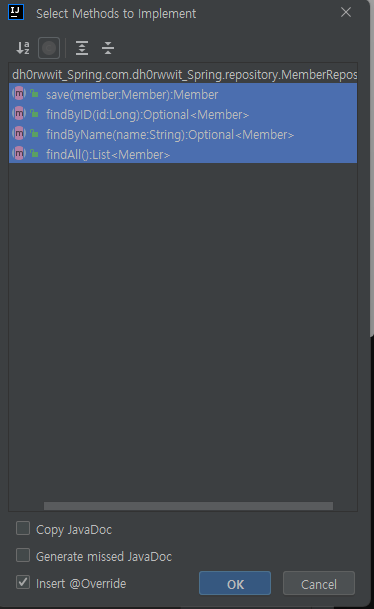 IJ
Select Methods to Implement
dh0rwwit_Spring.com.dh0rwwit_Spring.repository.MemberRepos
m save(member:Member):Member
m findByID(id:Long):Optional<Member>
m findByName(name:String):Optional<Member>
m findAll():List<Member>
Copy JavaDoc
Generate missed JavaDoc
Insert @Override
OK
Cancel